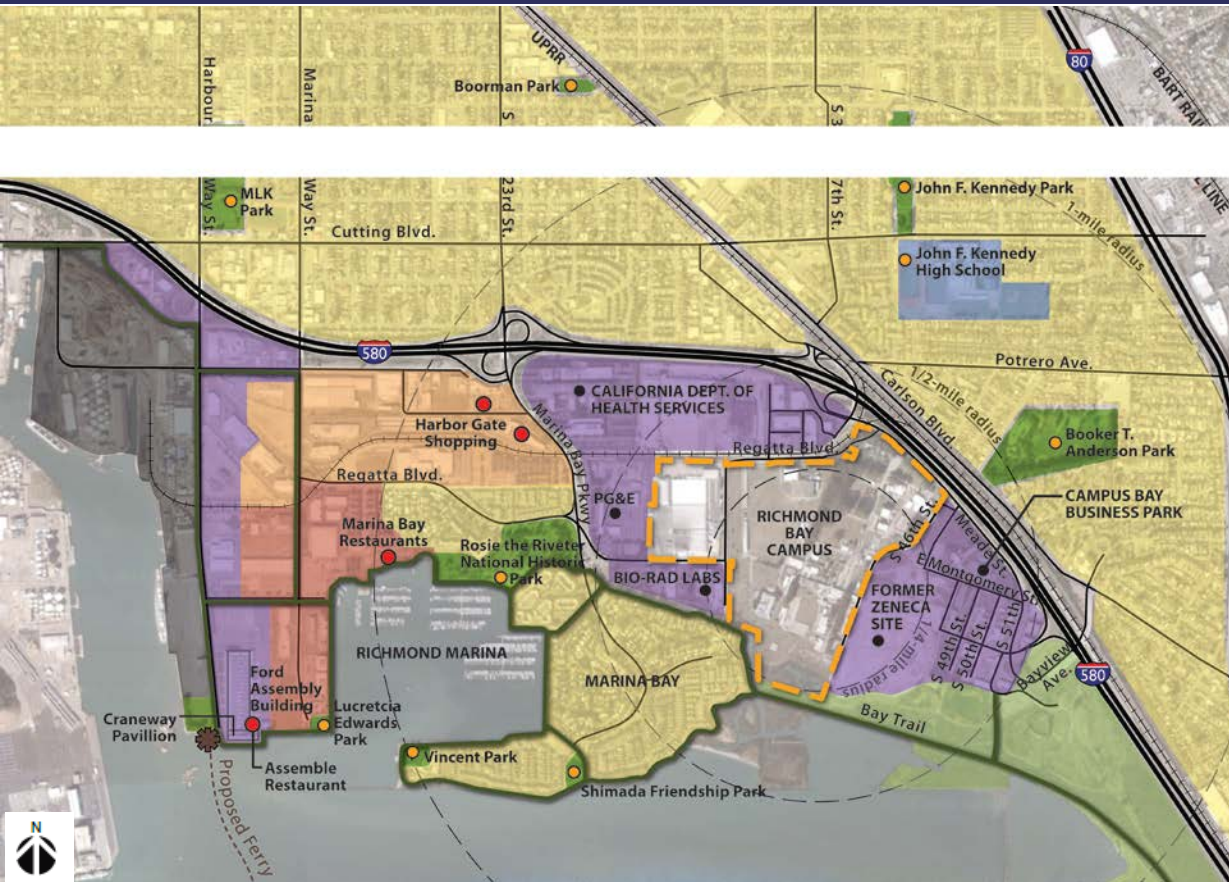 UPRR
80
BART RAI
Harbour
Marina
Boorman Park
S
S 3
L LINE
Way St.
Way St.
23rd St.
7th St.
MLK
Park
John F. Kennedy Park
1-mile radius
Cutting Blvd.
John F. Kennedy
High School
580
Potrero Ave.
1/2-mile radius
Carlson Blvd
CALIFORNIA DEPT. OF
HEALTH SERVICES
Harbor Gate
Shopping
Marina Bay Pkwy
Regatta Blvd.
Booker T.
Anderson Park
Regatta Blvd.
PG&E
CAMPUS BAY
BUSINESS PARK
RICHMOND
BAY
CAMPUS
S 46th St.
Meade St.
Marina Bay
Restaurants
Rosie the Riveter
National Historic
Park
E Montgomery St.
BIO-RAD LABS
FORMER
ZENECA
SITE
S 49th St.
S 50th St.
S 51th
1/4-mile radius
RICHMOND MARINA
MARINA BAY
Bayview
Ave.
580
Ford
Assembly
Building
Craneway
Pavillion
Lucretcia
Edwards
Park
Bay Trail
Vincent Park
Assemble
Restaurant
Shimada Friendship Park
Proposed Ferry
N